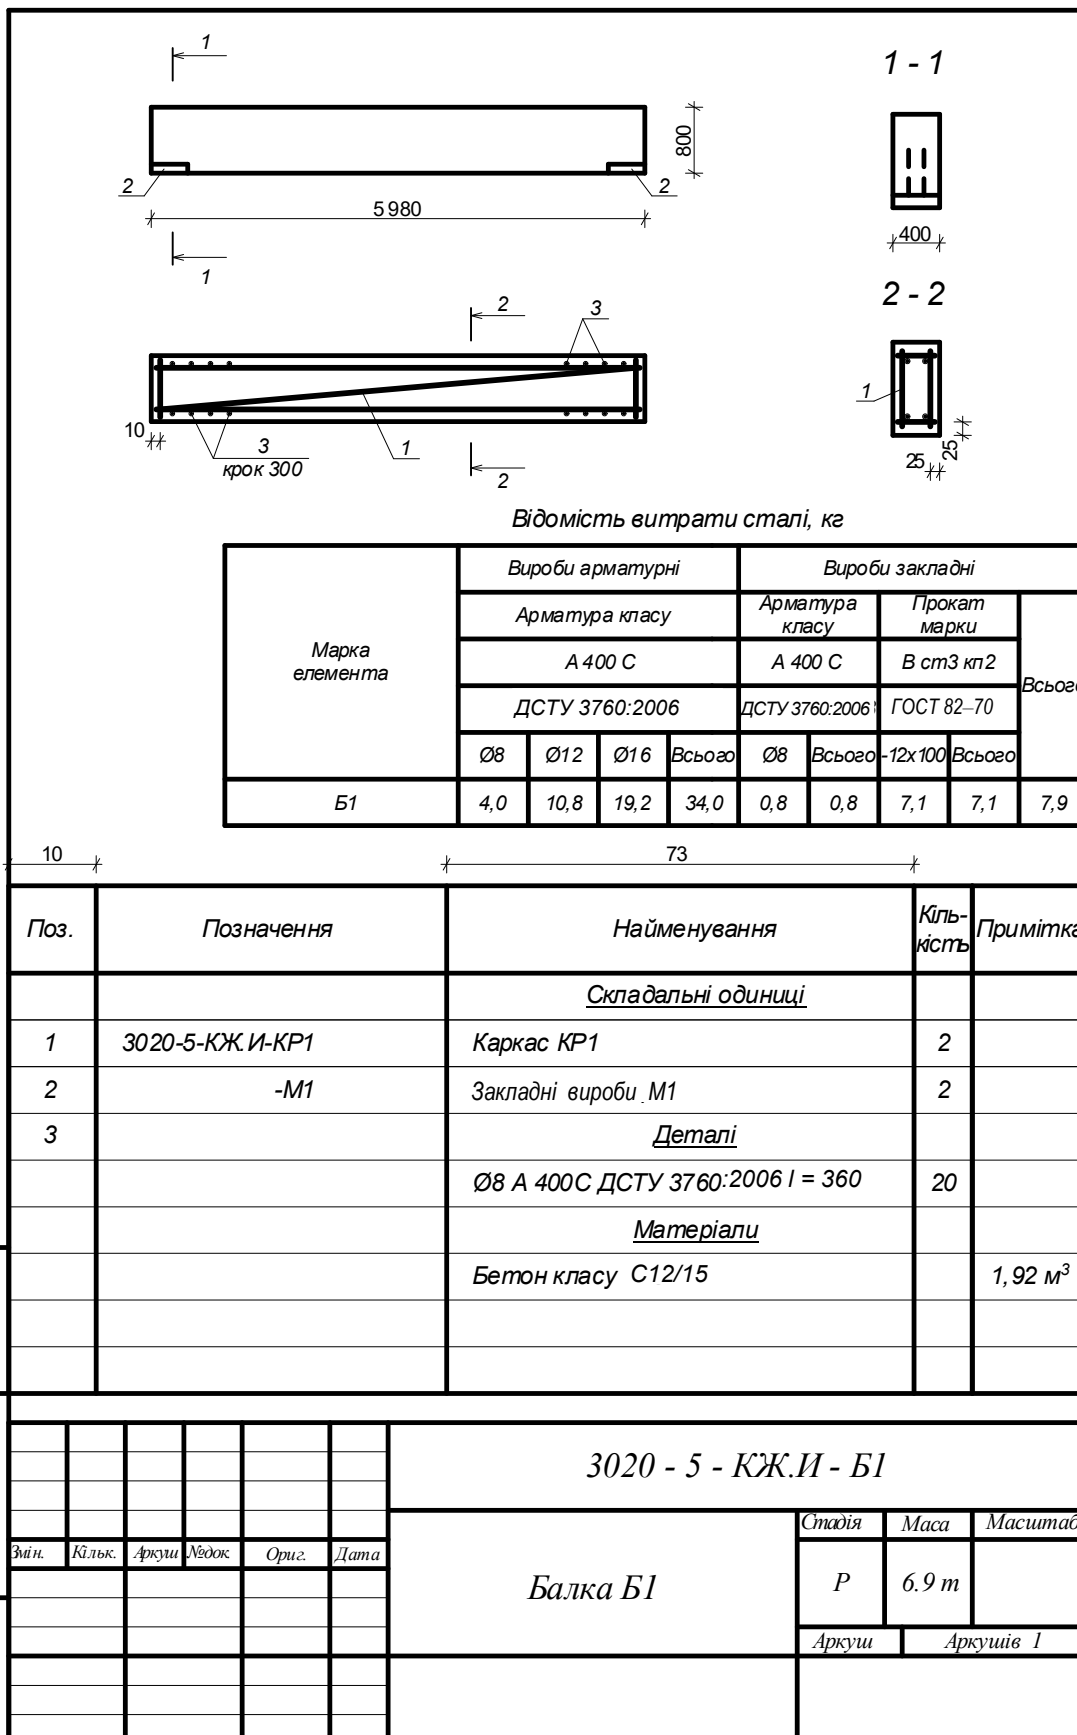 1
1 - 1
800
2
2
5 980
400
1
2 - 2
2
3
1
10
3
крок 300
1
2
25
25
Відомість витрати сталі, кг
Марка елемента
Вироби арматурні
Вироби закладні
Арматура класу
Арматура класу
Прокат марки
Всього
А 400 С
А 400 С
В ст3 кп 2
ДСТУ 3760:2006
ДСТУ 3760:2006
ГОСТ 82–70
Ø8 Ø12 Ø16 Всього Ø8 Всього -12х100 Всього
Б1 4,0 10,8 19,2 34,0 0,8 0,8 7,1 7,1 7,9
10
73
Поз. Позначення Найменування Кіль-
кість Примітка
Складальні одиниці
1 3020-5-КЖ.И-КР1 Каркас КР1 2
2 -М1 Закладні вироби М1 2
3 Деталі
Ø8 А 400С ДСТУ 3760:2006 l = 360 20
Матеріали
Бетон класу С12/15 1,92 м³
3020 - 5 - КЖ.И - Б1
Стадія Маса Масштаб
Змін. Кільк. Аркуш №док. Ориг. Дата
Балка Б1
Р 6.9 т
Аркуш Аркушів 1